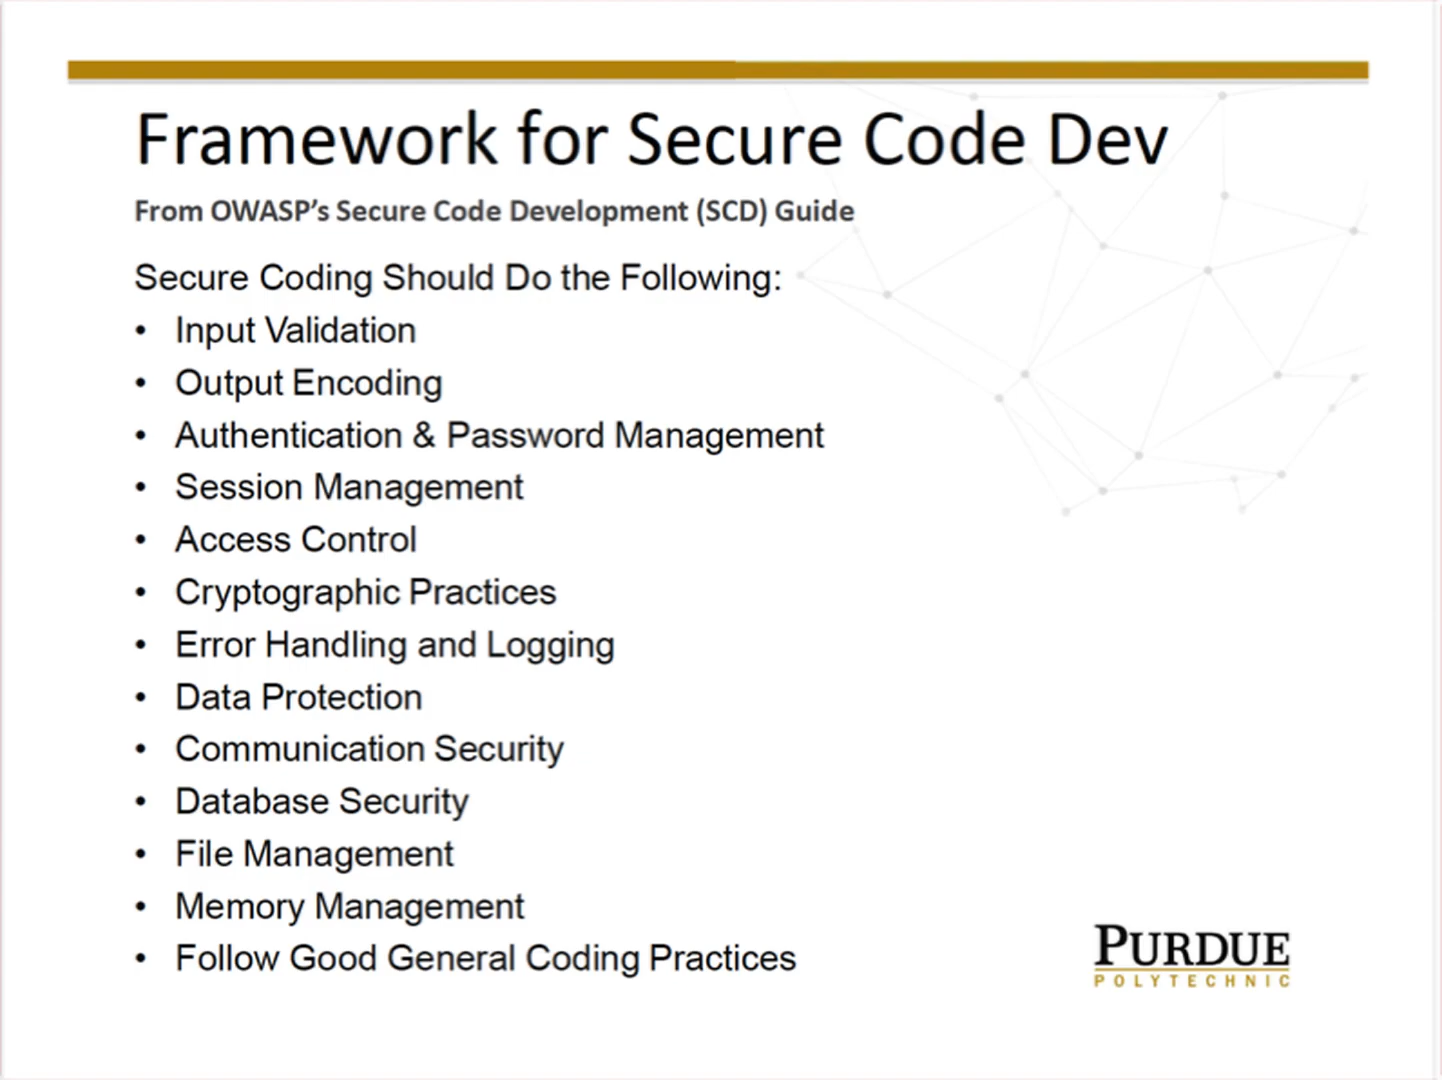 Framework for Secure Code Dev
From OWASP's Secure Code Development (SCD) Guide
Secure Coding Should Do the Following:
• Input Validation
• Output Encoding
• Authentication & Password Management
• Session Management
• Access Control
• Cryptographic Practices
• Error Handling and Logging
• Data Protection
• Communication Security
• Database Security
• File Management
• Memory Management
• Follow Good General Coding Practices
PURDUE
POLYTECHNIC